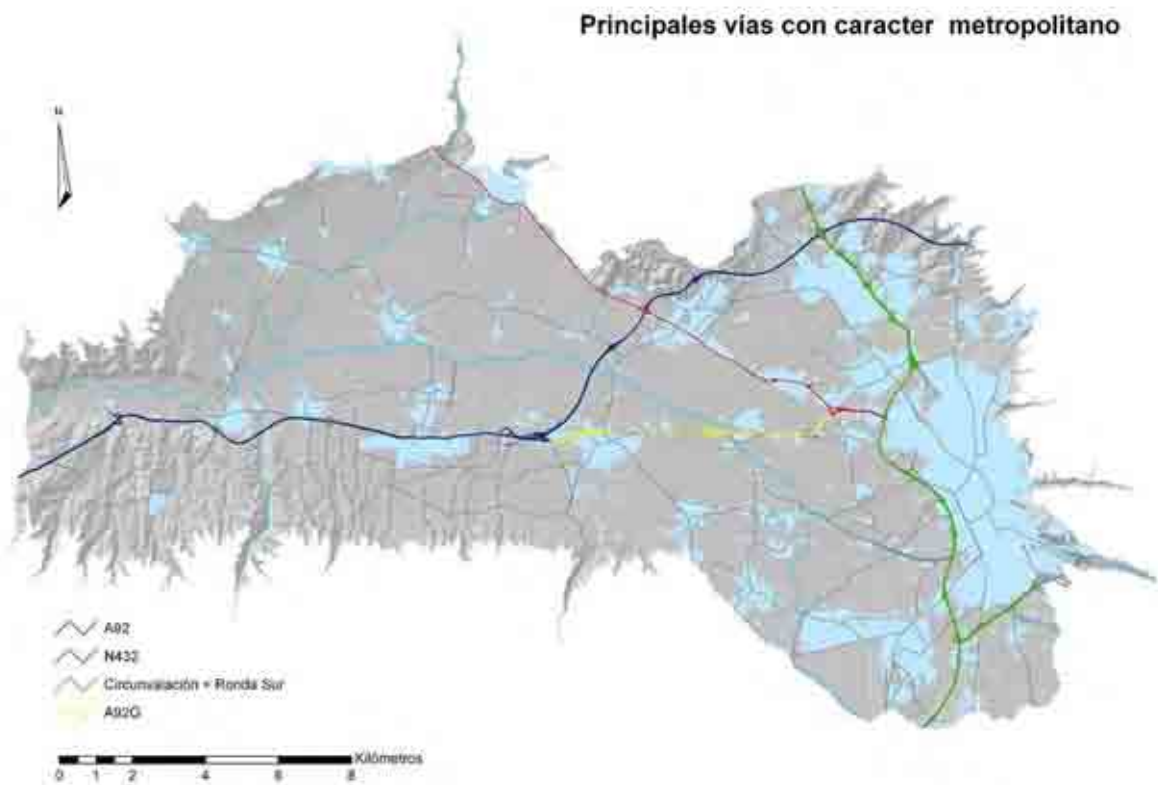 Principales vías con caracter metropolitano
N
A92
N432
Circunvalación + Ronda Sur
A92G
Kilómetros
0 1 2 4 6 8